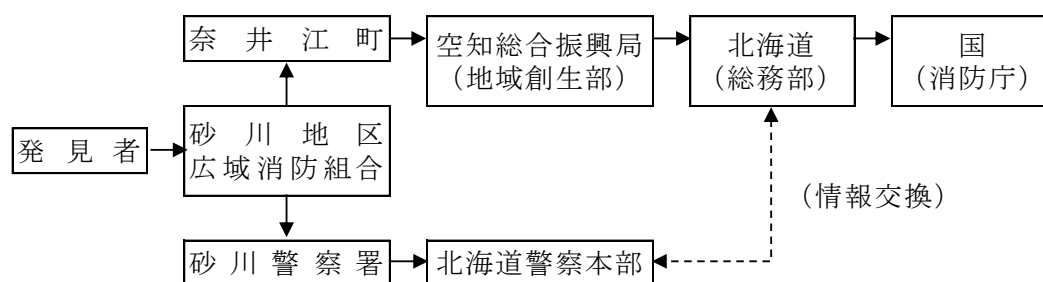 奈井江町
空知総合振興局
（地域創生部）
北海道
（総務部）
国
（消防庁）
発見者
砂川地区
広域消防組合
（情報交換）
砂川警察署
北海道警察本部